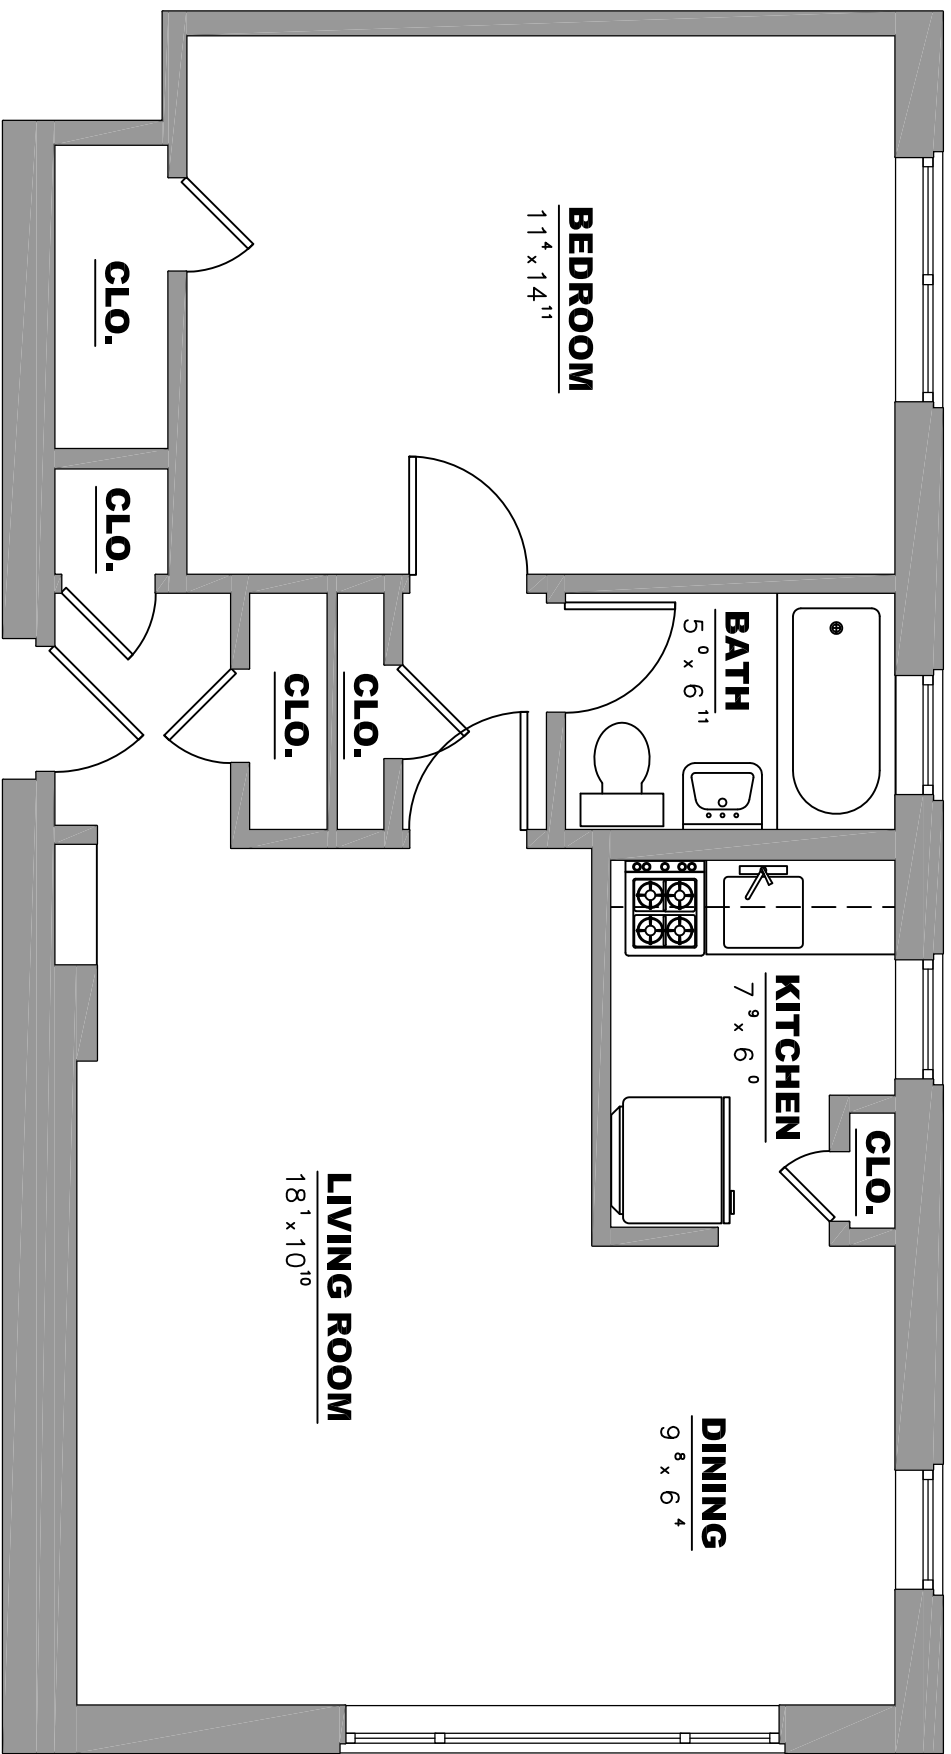 BEDROOM
11⁴ x 14¹¹
CLO.
CLO.
CLO.
CLO.
BATH
5⁰ x 6¹¹
KITCHEN
7⁹ x 6⁰
CLO.
LIVING ROOM
18¹ x 10¹⁰
DINING
9⁸ x 6⁴